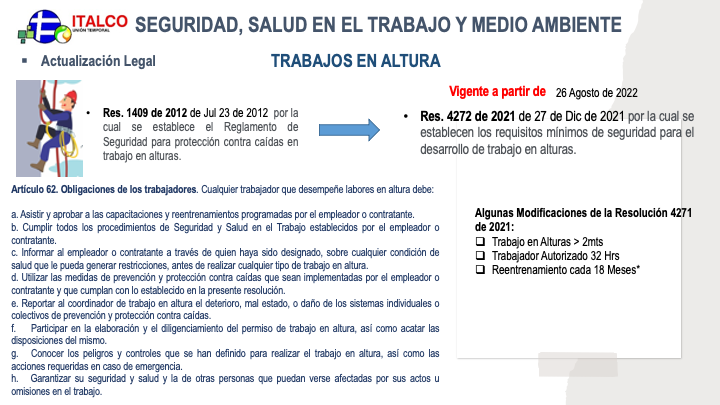 ITALCO
UNIÓN TEMPORAL
SEGURIDAD, SALUD EN EL TRABAJO Y MEDIO AMBIENTE
▪ Actualización Legal
TRABAJOS EN ALTURA
Vigente a partir de 26 Agosto de 2022
• Res. 1409 de 2012 de Jul 23 de 2012 por la
cual se establece el Reglamento de
Seguridad para protección contra caídas en
trabajo en alturas.
• Res. 4272 de 2021 de 27 de Dic de 2021 por la cual se
establecen los requisitos mínimos de seguridad para el
desarrollo de trabajo en alturas.
Artículo 62. Obligaciones de los trabajadores. Cualquier trabajador que desempeñe labores en altura debe:
a. Asistir y aprobar a las capacitaciones y reentrenamientos programadas por el empleador o contratante.
b. Cumplir todos los procedimientos de Seguridad y Salud en el Trabajo establecidos por el empleador o
contratante.
c. Informar al empleador o contratante a través de quien haya sido designado, sobre cualquier condición de
salud que le pueda generar restricciones, antes de realizar cualquier tipo de trabajo en altura.
d. Utilizar las medidas de prevención y protección contra caídas que sean implementadas por el empleador o
contratante y que cumplan con lo establecido en la presente resolución.
e. Reportar al coordinador de trabajo en altura el deterioro, mal estado, o daño de los sistemas individuales o
colectivos de prevención y protección contra caídas.
f. Participar en la elaboración y el diligenciamiento del permiso de trabajo en altura, así como acatar las
disposiciones del mismo.
g. Conocer los peligros y controles que se han definido para realizar el trabajo en altura, así como las
acciones requeridas en caso de emergencia.
h. Garantizar su seguridad y salud y la de otras personas que puedan verse afectadas por sus actos u
omisiones en el trabajo.
Algunas Modificaciones de la Resolución 4271
de 2021:
❑ Trabajo en Alturas > 2mts
❑ Trabajador Autorizado 32 Hrs
❑ Reentrenamiento cada 18 Meses*